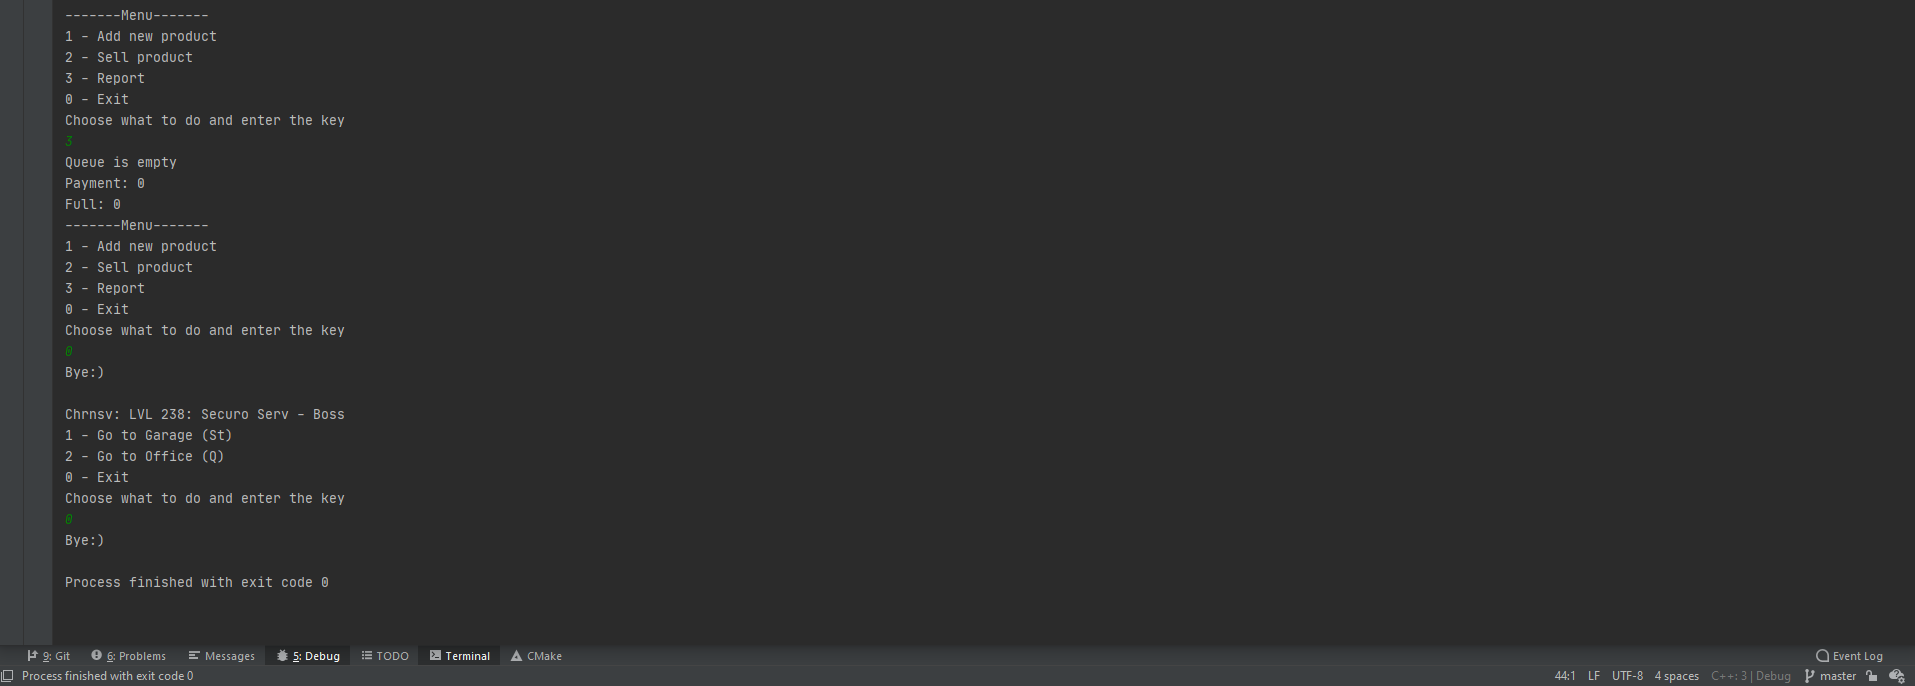 -------Menu-------
1 - Add new product
2 - Sell product
3 - Report
0 - Exit
Choose what to do and enter the key
3
Queue is empty
Payment: 0
Full: 0
-------Menu-------
1 - Add new product
2 - Sell product
3 - Report
0 - Exit
Choose what to do and enter the key
0
Bye:)
Chrnsv: LVL 238: Securo Serv - Boss
1 - Go to Garage (St)
2 - Go to Office (Q)
0 - Exit
Choose what to do and enter the key
0
Bye:)
Process finished with exit code 0
9: Git 6: Problems Messages 5: Debug TODO Terminal CMake Event Log
Process finished with exit code 0 44:1 LF UTF-8 4 spaces C++: 3 | Debug master